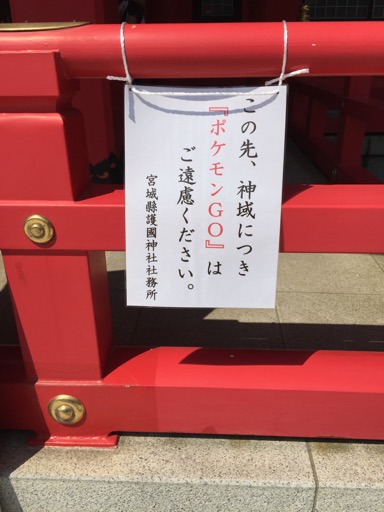 この先、神域につき
『ポケモンGO』は
ご遠慮ください。
宮城縣護國神社社務所